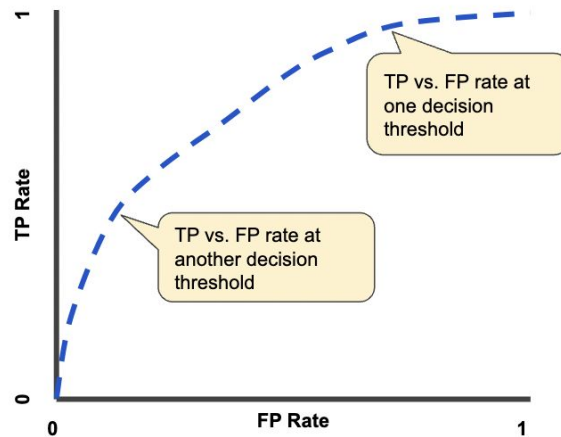 1
TP vs. FP rate at
one decision
threshold
TP Rate
TP vs. FP rate at
another decision
threshold
0
0
FP Rate
1